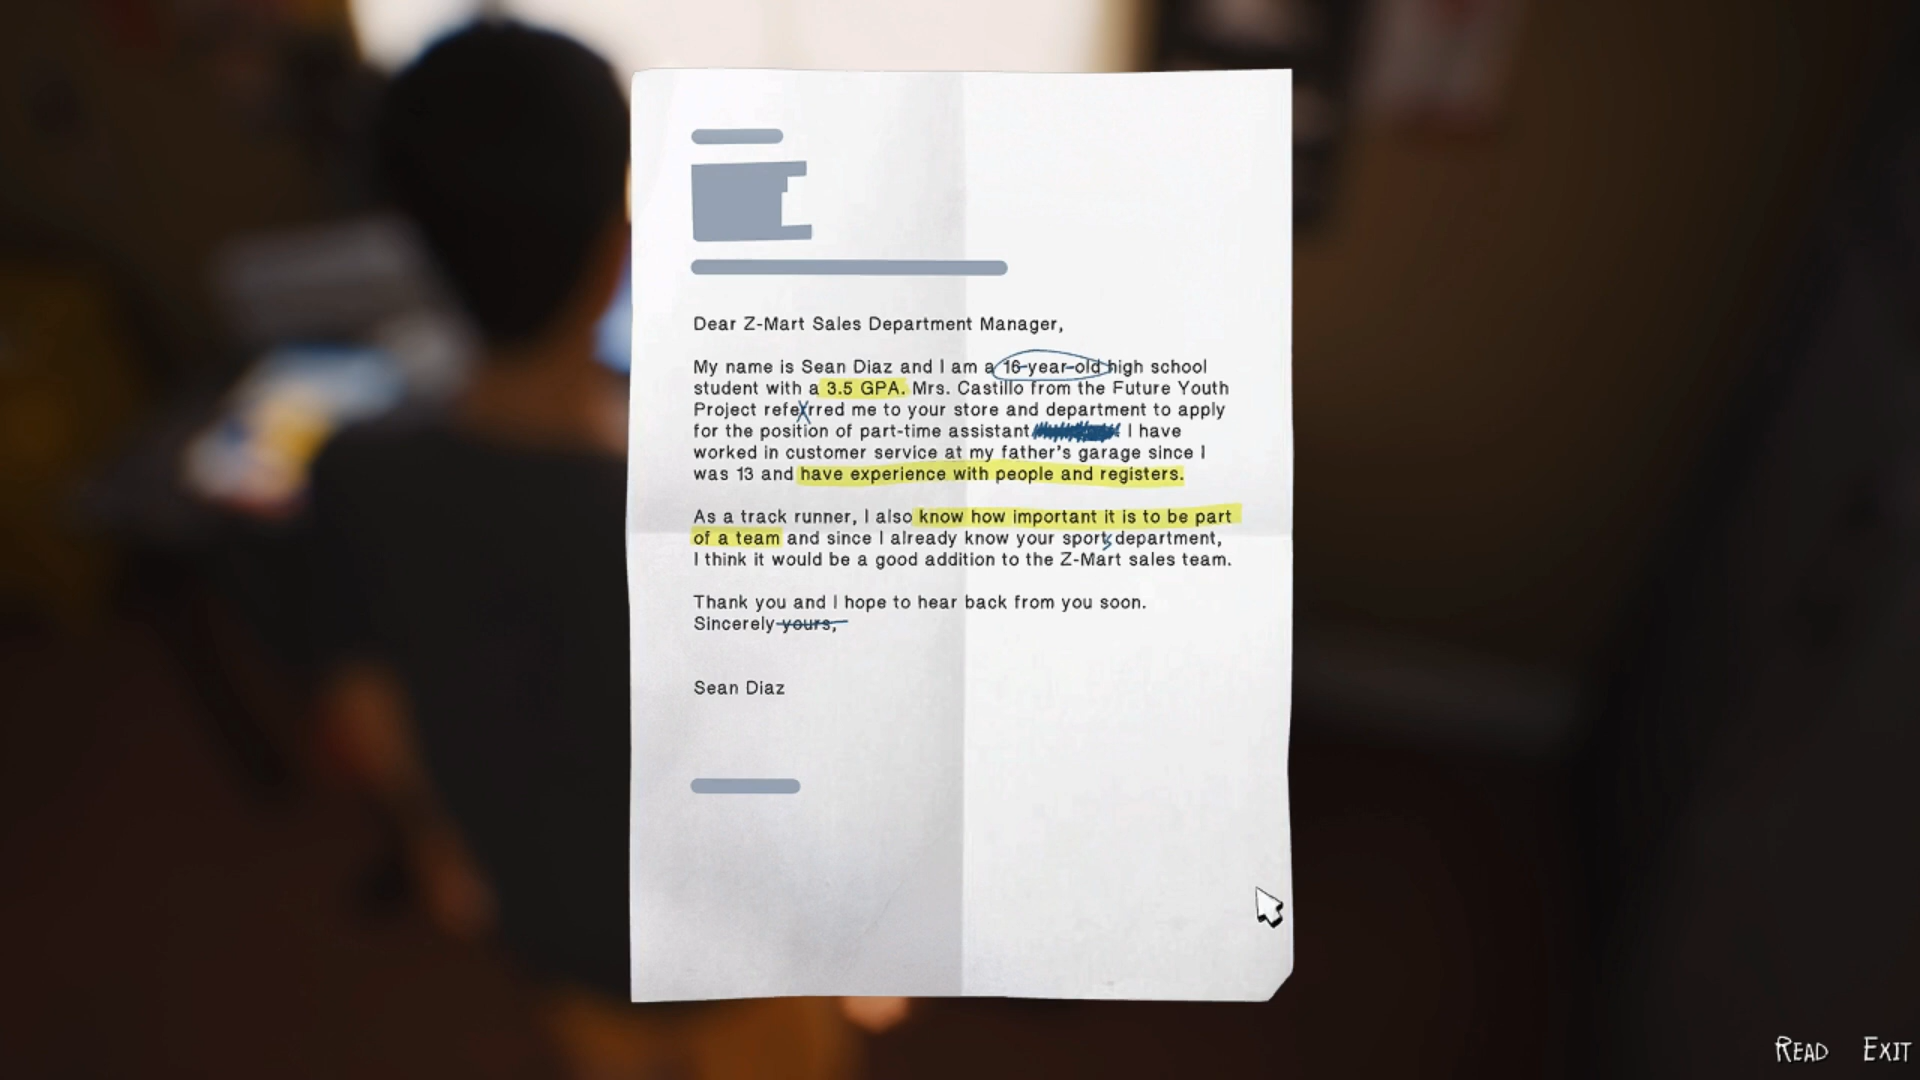 Dear Z-Mart Sales Department Manager,
My name is Sean Diaz and I am a 16-year-old high school
student with a 3.5 GPA. Mrs. Castillo from the Future Youth
Project referrred me to your store and department to apply
for the position of part-time assistant I have
worked in customer service at my father's garage since I
was 13 and have experience with people and registers.
As a track runner, I also know how important it is to be part
of a team and since I already know your sports department,
I think it would be a good addition to the Z-Mart sales team.
Thank you and I hope to hear back from you soon.
Sincerely yours,
Sean Diaz
READ EXIT